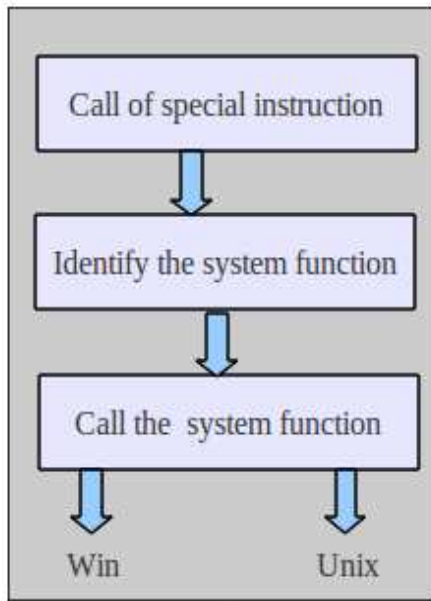 Call of special instruction
Identify the system function
Call the  system function
Win
Unix